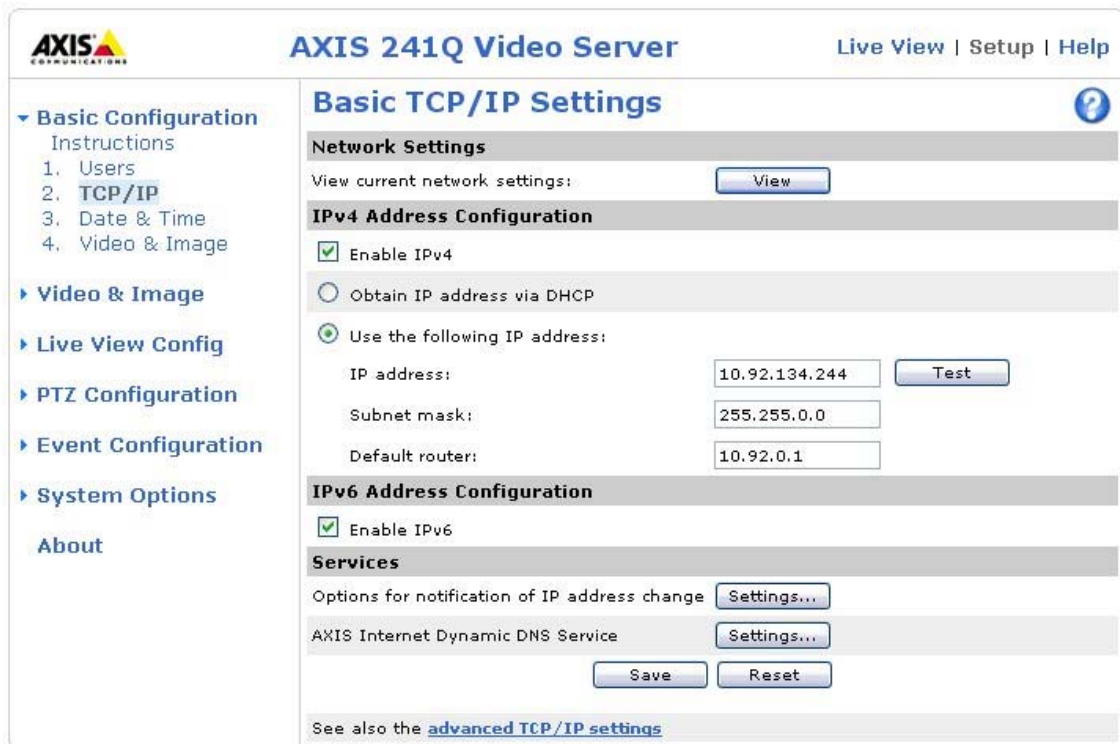 AXIS
COMMUNICATIONS
AXIS 241Q Video Server
Live View | Setup | Help
Basic Configuration
Instructions
1. Users
2. TCP/IP
3. Date & Time
4. Video & Image
Video & Image
Live View Config
PTZ Configuration
Event Configuration
System Options
About
Basic TCP/IP Settings
?
Network Settings
View current network settings: View
IPv4 Address Configuration
Enable IPv4
Obtain IP address via DHCP
Use the following IP address:
IP address: 10.92.134.244 Test
Subnet mask: 255.255.0.0
Default router: 10.92.0.1
IPv6 Address Configuration
Enable IPv6
Services
Options for notification of IP address change Settings...
AXIS Internet Dynamic DNS Service Settings...
Save Reset
See also the advanced TCP/IP settings